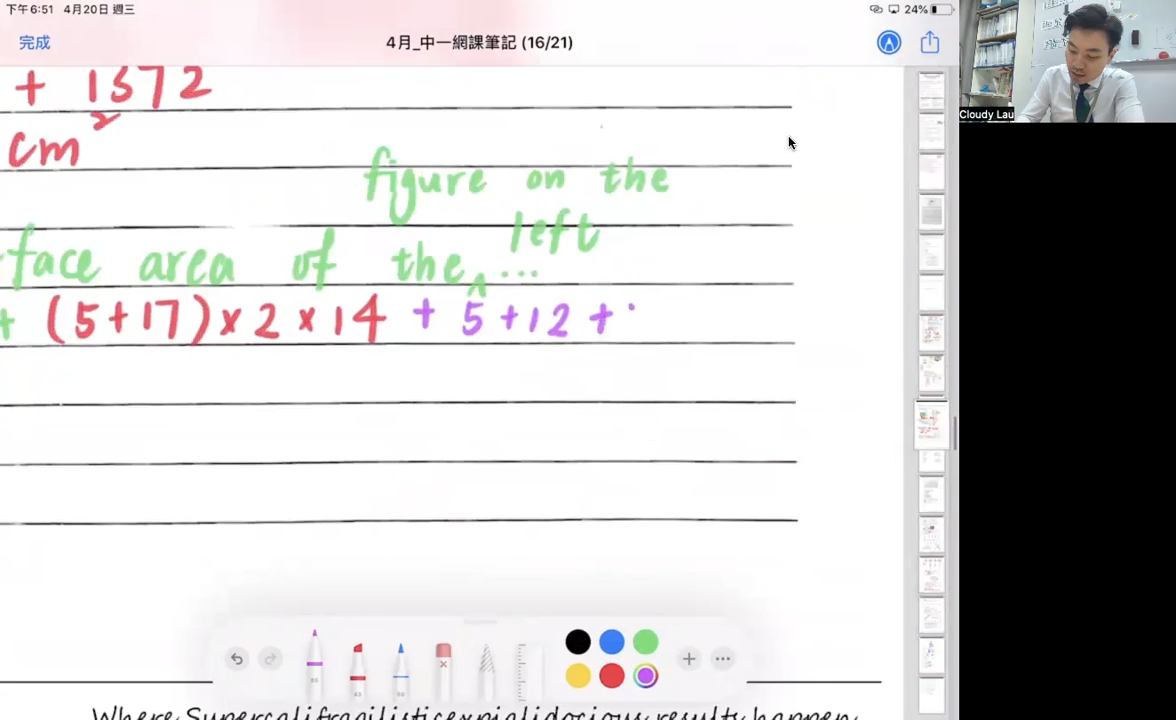 下午6:51 4月20日 週三
24%
完成
4月_中一網課筆記 (16/21)
Cloudy Lau
+ 1372
cm²
figure on the
left
face area of the ^ ...
+ (5+17)×2×14 + 5+12+
Where Supercalifragilisticexpialidocious results happen